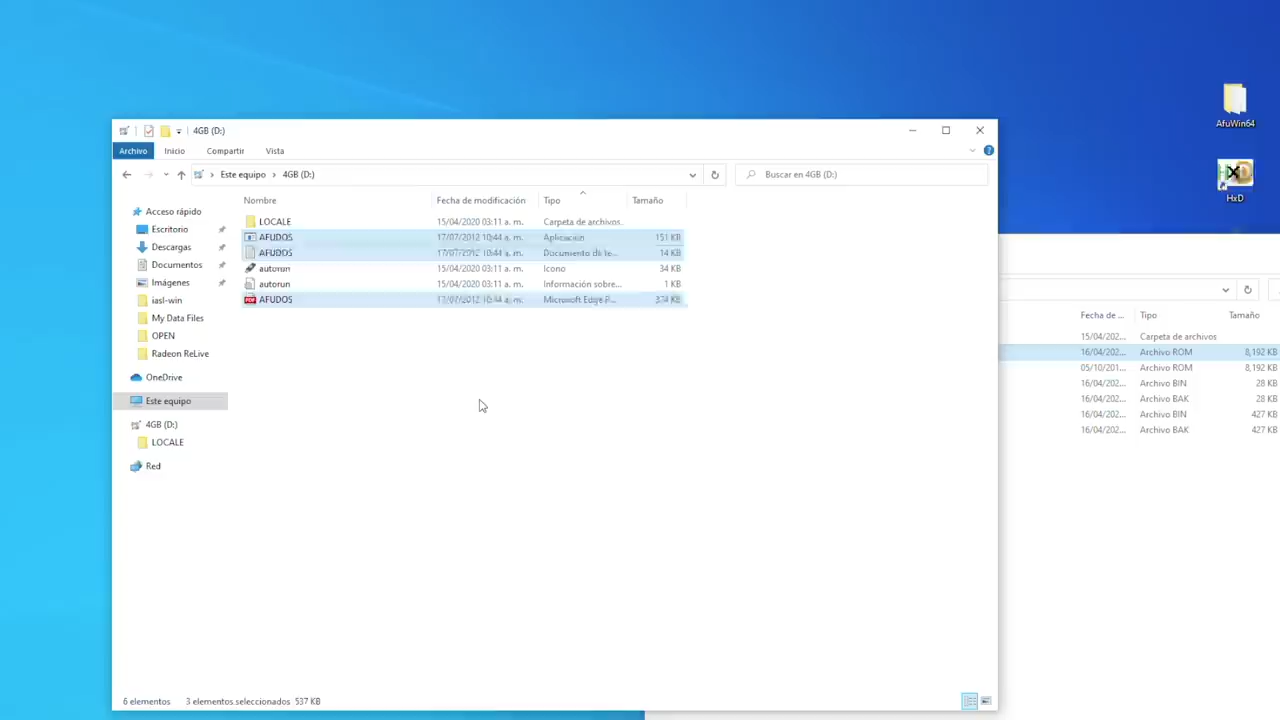 4GB (D:)
Archivo Inicio Compartir Vista
Este equipo 4GB (D:)
Buscar en 4GB (D:)
Nombre Fecha de modificación Tipo Tamaño
LOCALE 15/04/2020 03:11 a. m. Carpeta de archivos
AFUDOS 17/07/2012 10:44 a. m. Aplicación 151 KB
AFUDOS 17/07/2012 10:44 a. m. Documento de te... 14 KB
autorun 15/04/2020 03:11 a. m. Icono 34 KB
autorun 15/04/2020 03:11 a. m. Información sobre... 1 KB
AFUDOS 17/07/2012 10:44 a. m. Microsoft Edge P... 374 KB
Acceso rápido
Escritorio
Descargas
Documentos
Imágenes
iasl-win
My Data Files
OPEN
Radeon ReLive
OneDrive
Este equipo
4GB (D:)
LOCALE
Red
6 elementos 3 elementos seleccionados 537 KB
AfuWin64
HxD
Fecha de ... Tipo Tamaño
15/04/202... Carpeta de archivos
16/04/202... Archivo ROM 8,192 KB
05/10/201... Archivo ROM 8,192 KB
16/04/202... Archivo BIN 28 KB
16/04/202... Archivo BAK 28 KB
16/04/202... Archivo BIN 427 KB
16/04/202... Archivo BAK 427 KB